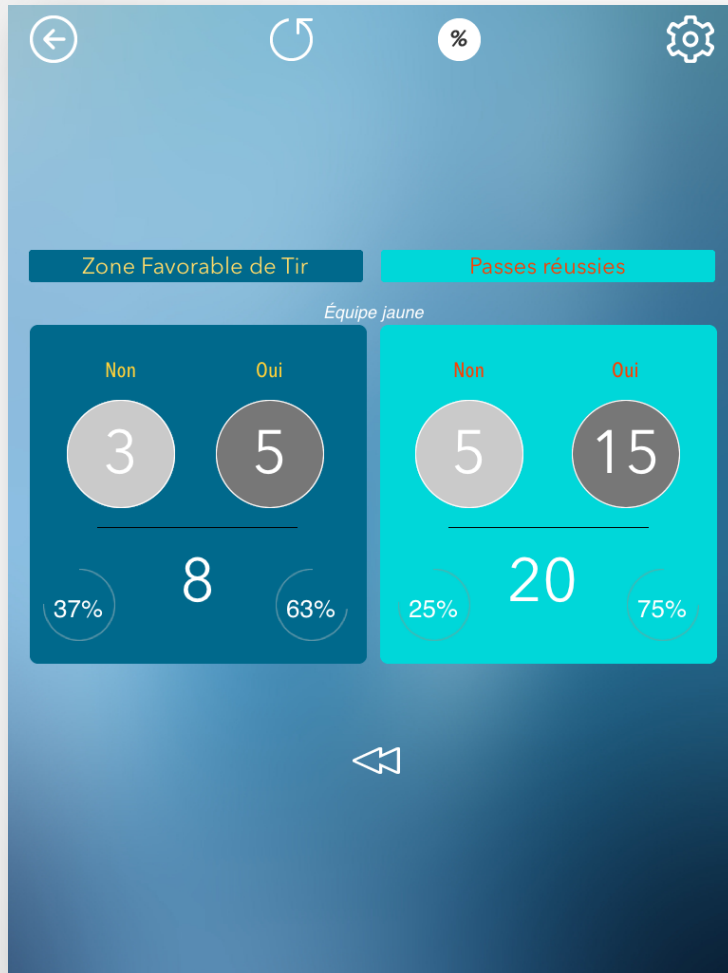 %
Zone Favorable de Tir
Passes réussies
Équipe jaune
Non Oui
3 5
8
37% 63%
Non Oui
5 15
20
25% 75%